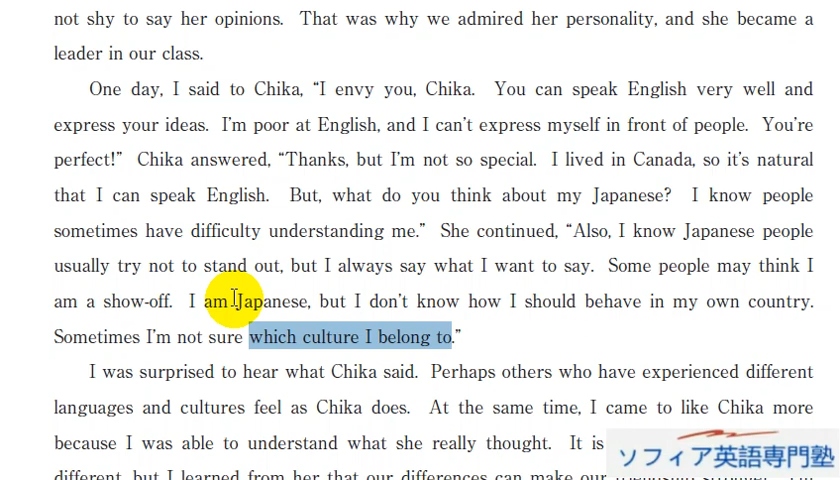 not shy to say her opinions. That was why we admired her personality, and she became a
leader in our class.
One day, I said to Chika, “I envy you, Chika. You can speak English very well and
express your ideas. I'm poor at English, and I can't express myself in front of people. You're
perfect!” Chika answered, “Thanks, but I'm not so special. I lived in Canada, so it's natural
that I can speak English. But, what do you think about my Japanese? I know people
sometimes have difficulty understanding me.” She continued, “Also, I know Japanese people
usually try not to stand out, but I always say what I want to say. Some people may think I
am a show-off. I am Japanese, but I don't know how I should behave in my own country.
Sometimes I'm not sure which culture I belong to.”
I was surprised to hear what Chika said. Perhaps others who have experienced different
languages and cultures feel as Chika does. At the same time, I came to like Chika more
because I was able to understand what she really thought. It is
different, but I learned from her that our differences can make our
ソフィア英語専門塾